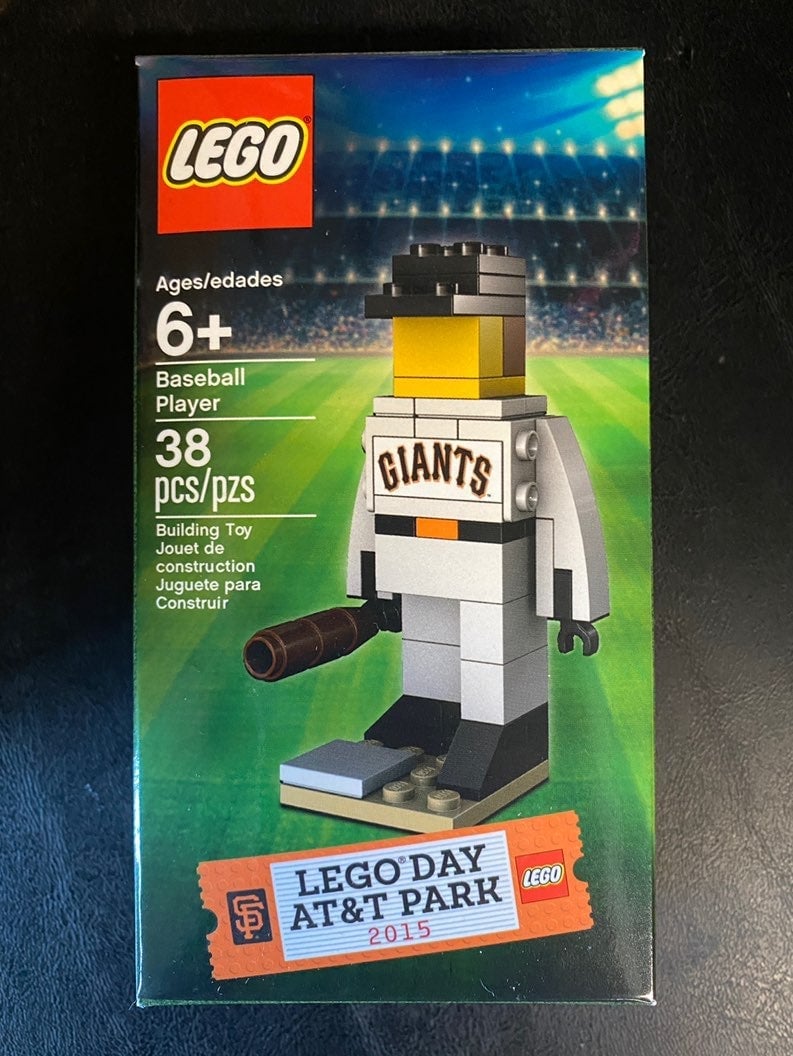 LEGO®
Ages/edades
6+
Baseball
Player
38
pcs/pzs
Building Toy
Jouet de
construction
Juguete para
Construir
GIANTS
LEGO® DAY
AT&T PARK
2015
SF
LEGO